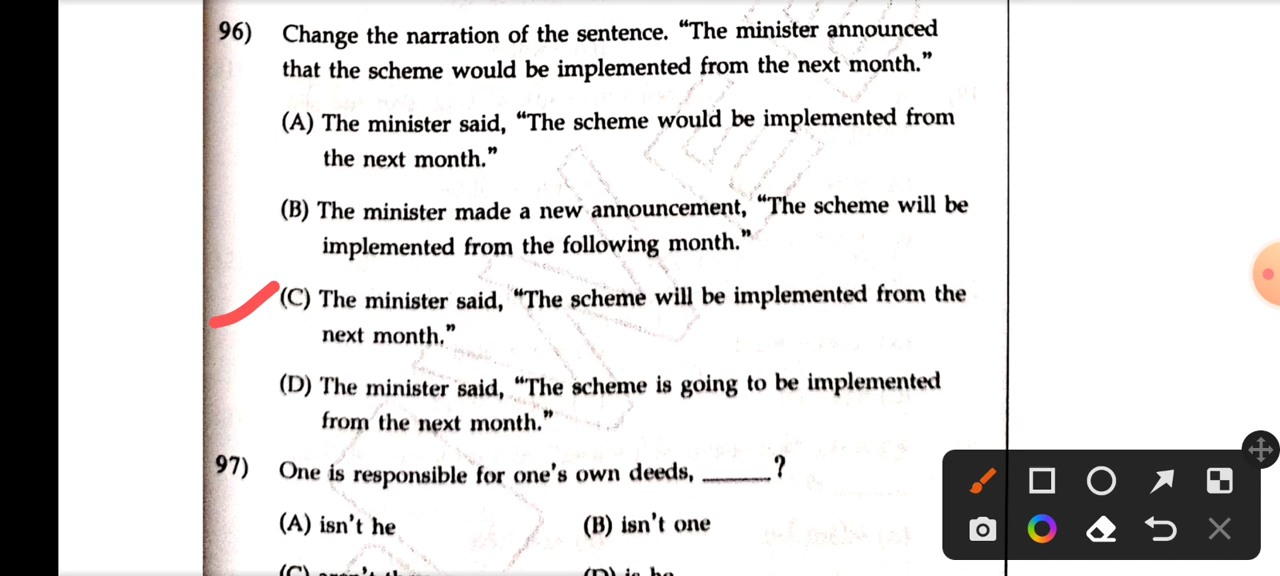 96) Change the narration of the sentence. “The minister announced
that the scheme would be implemented from the next month.”
(A) The minister said, “The scheme would be implemented from
the next month.”
(B) The minister made a new announcement, “The scheme will be
implemented from the following month.”
(C) The minister said, “The scheme will be implemented from the
next month.”
(D) The minister said, “The scheme is going to be implemented
from the next month.”
97) One is responsible for one's own deeds, ______?
(A) isn't he (B) isn't one
(C) (D) is he